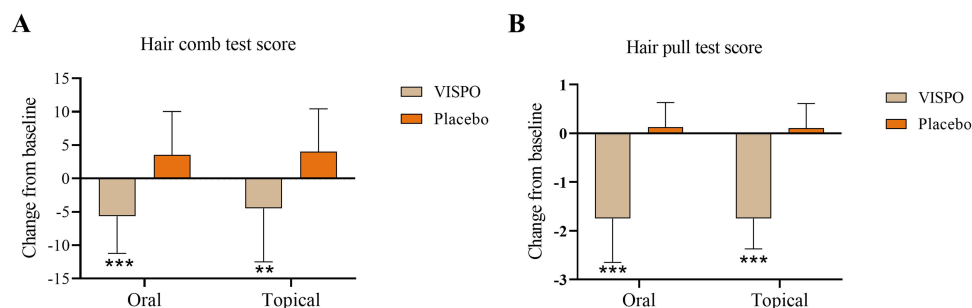 A
Hair comb test score
Change from baseline
15
10
5
0
-5
-10
-15
***
**
Oral
Topical
VISPO
Placebo
B
Hair pull test score
Change from baseline
1
0
-1
-2
-3
***
***
Oral
Topical
VISPO
Placebo